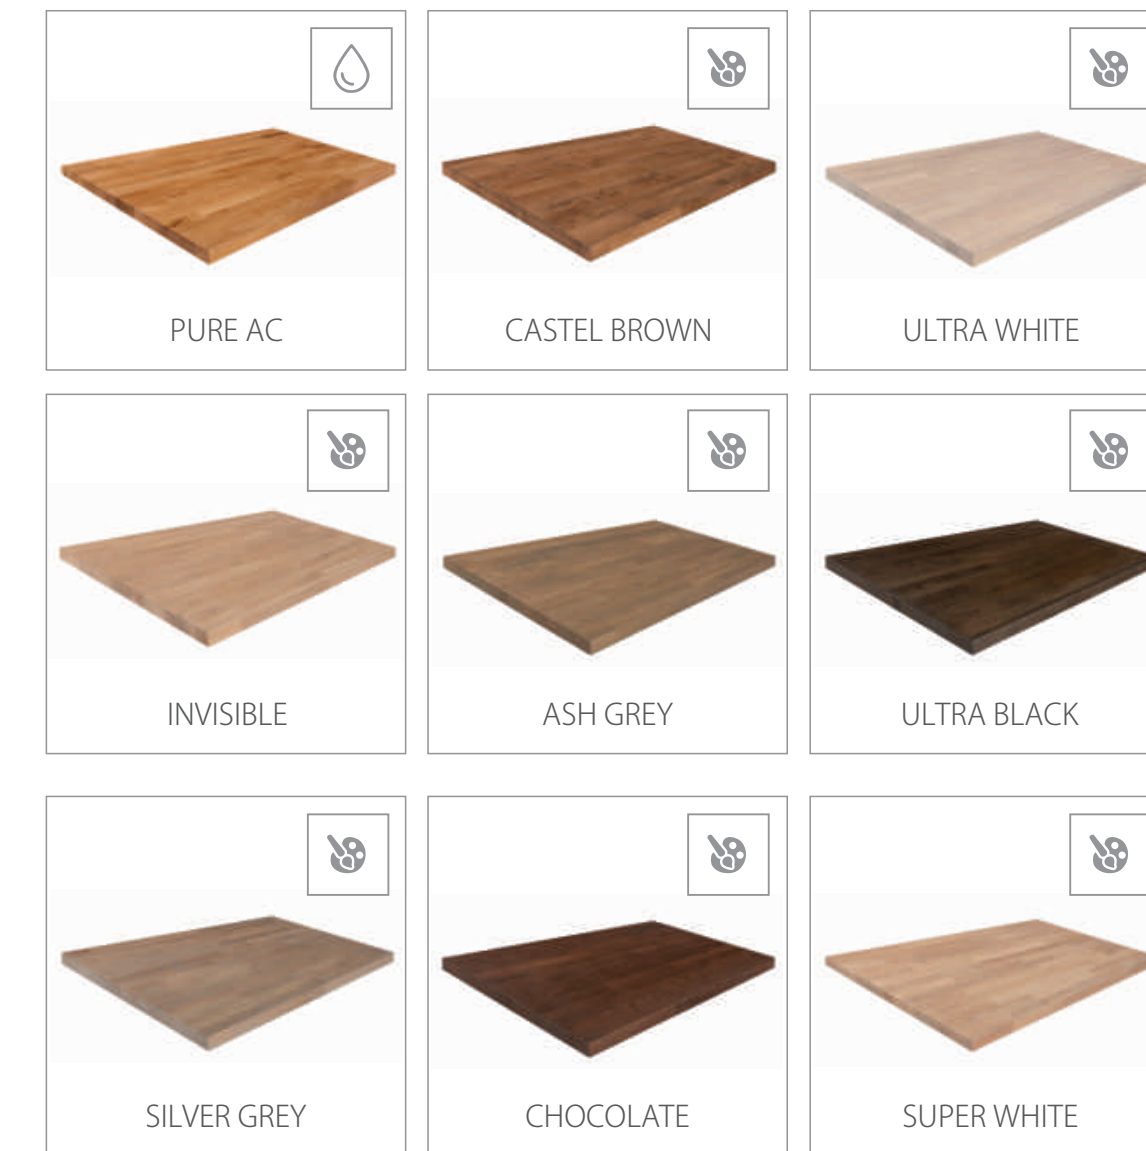 PURE AC
CASTEL BROWN
ULTRA WHITE
INVISIBLE
ASH GREY
ULTRA BLACK
SILVER GREY
CHOCOLATE
SUPER WHITE